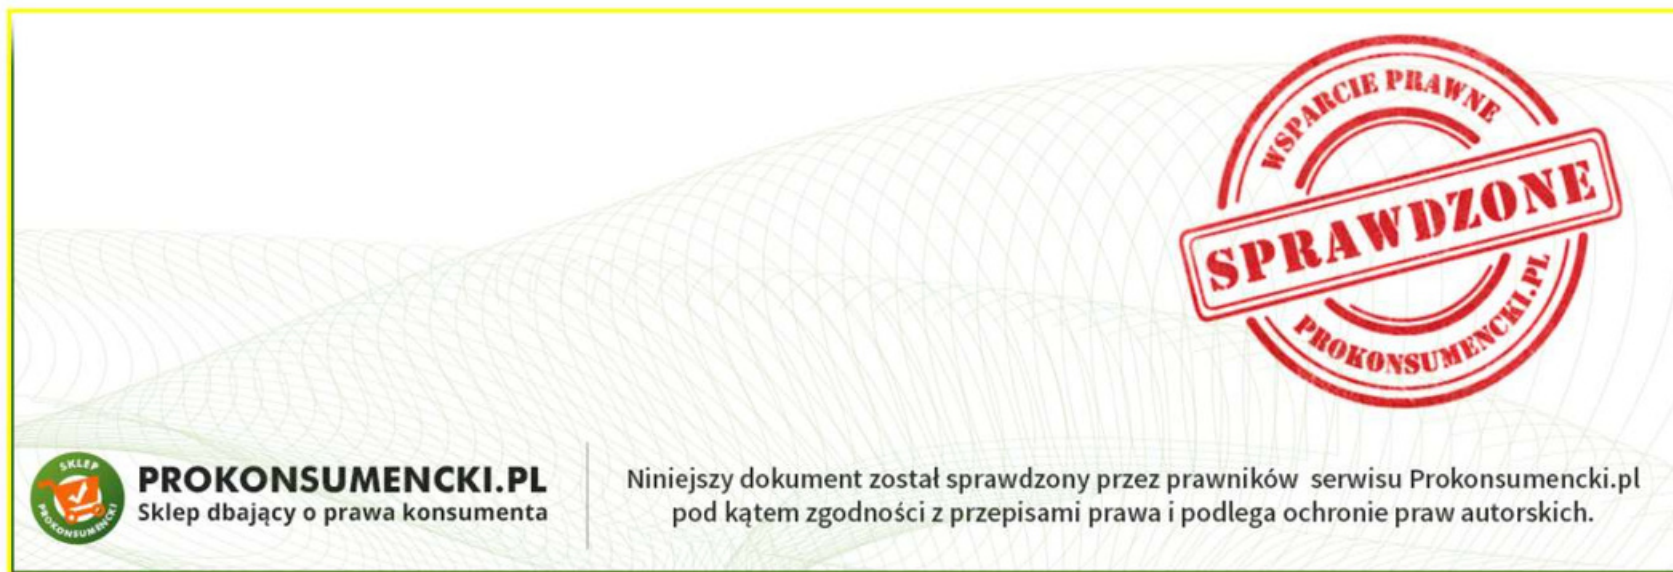 WSPARCIE PRAWNE
SPRAWDZONE
PROKONSUMENCKI.PL
SKLEP
PROKONSUMENCKI
PROKONSUMENCKI.PL
Sklep dbający o prawa konsumenta
Niniejszy dokument został sprawdzony przez prawników serwisu Prokonsumencki.pl
pod kątem zgodności z przepisami prawa i podlega ochronie praw autorskich.